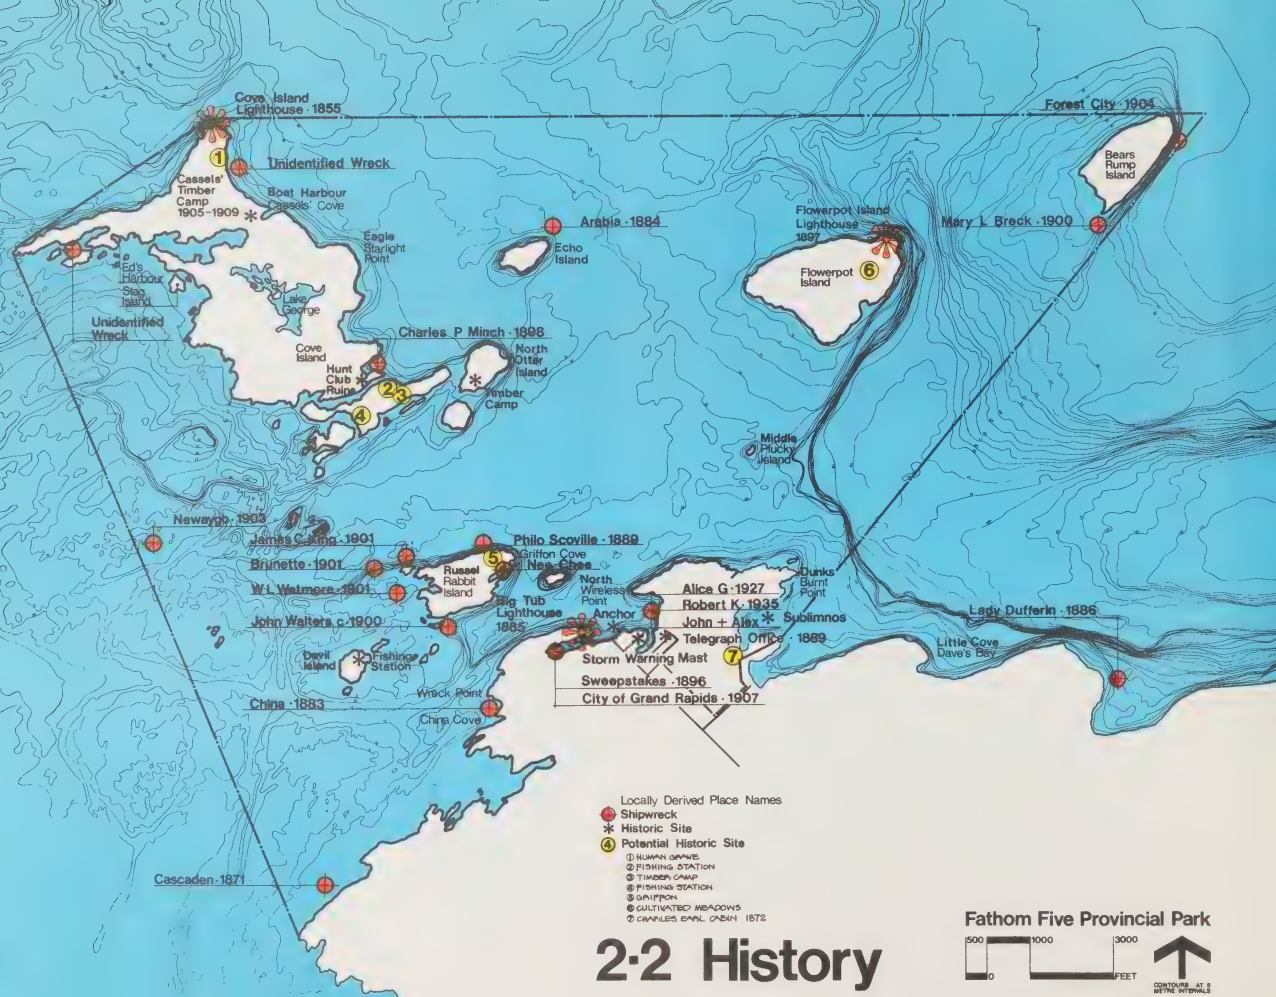 Cove Island
Lighthouse · 1855
Forest City · 1904
Unidentified Wreck
Cassels'
Timber
Camp
1905-1909
Boat Harbour
Cassels' Cove
Bears
Rump
Island
Arabia · 1884
Flowerpot Island
Lighthouse
1897
Mary L Breck · 1900
Eagle
Starlight
Point
Echo
Island
Flowerpot
Island
Ed's
Harbour
Stag
Island
Lake
George
Unidentified
Wreck
Charles P Minch · 1898
Cove
Island
North
Otter
Island
Hunt
Club
Ruins
Timber
Camp
Middle
Plucky
Island
Newaygo · 1903
James C King · 1901
Philo Scoville · 1889
Griffon Cove
Brunette · 1901
Russel
Rabbit
Island
North
Wireless
Point
Dunks
Burnt
Point
W L Wetmore · 1901
Alice G · 1927
Big Tub
Lighthouse
1885
Robert K · 1935
Anchor
John + Alex
Sublimnos
Lady Dufferin · 1886
John Walters c · 1900
Telegraph Office · 1889
Little Cove
Dave's Bay
Devil
Island
Fishing
Station
Storm Warning Mast
Sweepstakes · 1896
Wreck Point
City of Grand Rapids · 1907
China · 1883
China Cove
Cascaden · 1871
Locally Derived Place Names
Shipwreck
Historic Site
4 Potential Historic Site
1 HUMAN GRAVE
2 FISHING STATION
3 TIMBER CAMP
4 FISHING STATION
5 GRIFFON
6 CULTIVATED MEADOWS
7 CHARLES EARL CABIN 1872
2·2 History
Fathom Five Provincial Park
500 1000 3000
0 FEET
CONTOURS AT 5
METRE INTERVALS
1
2
3
4
5
6
7